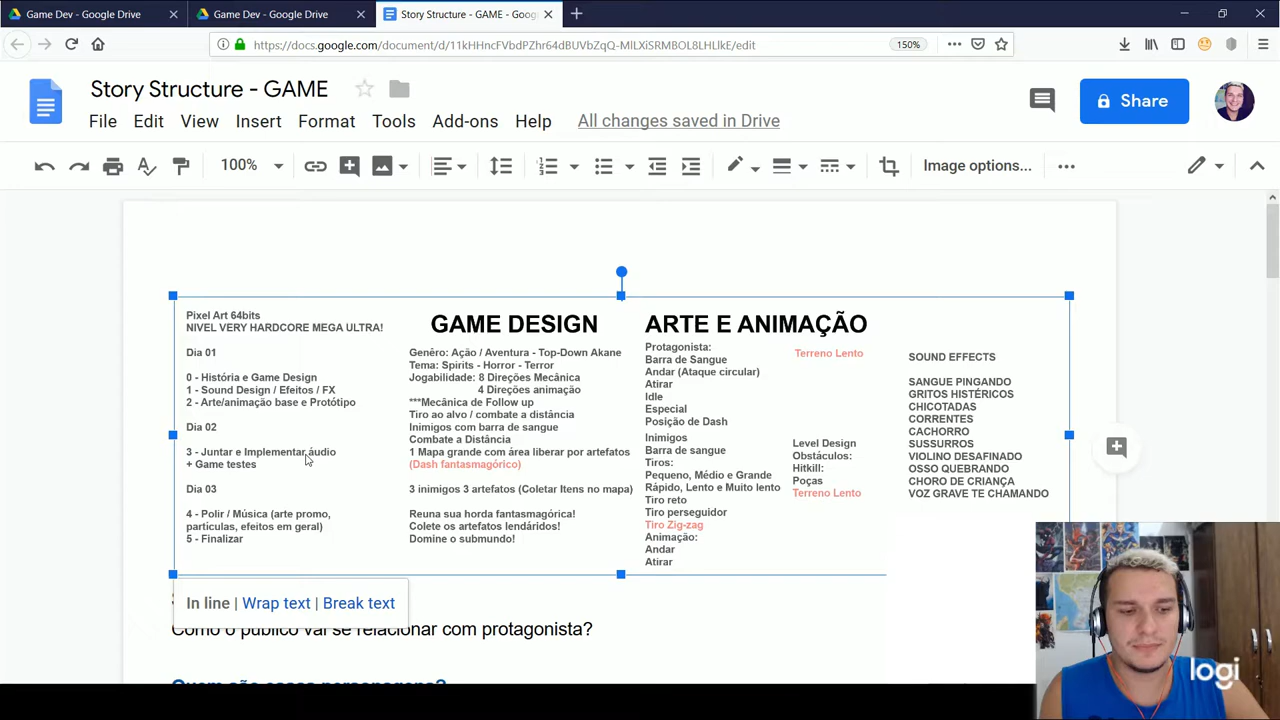 Game Dev - Google Drive
Game Dev - Google Drive
Story Structure - GAME - Goog
https://docs.google.com/document/d/11kHHncFVbdPZhr64dBUVbZqQ-MlLXiSRMBOL8LHLIkE/edit
150%
Story Structure - GAME
File Edit View Insert Format Tools Add-ons Help All changes saved in Drive
Share
100%
Image options...
Pixel Art 64bits
NIVEL VERY HARDCORE MEGA ULTRA!
Dia 01
0 - História e Game Design
1 - Sound Design / Efeitos / FX
2 - Arte/animação base e Protótipo
Dia 02
3 - Juntar e Implementar áudio
+ Game testes
Dia 03
4 - Polir / Música (arte promo,
partículas, efeitos em geral)
5 - Finalizar
GAME DESIGN
Genêro: Ação / Aventura - Top-Down Akane
Tema: Spirits - Horror - Terror
Jogabilidade: 8 Direções Mecânica
4 Direções animação
***Mecânica de Follow up
Tiro ao alvo / combate a distância
Inimigos com barra de sangue
Combate a Distância
1 Mapa grande com área liberar por artefatos
(Dash fantasmagórico)
3 inimigos 3 artefatos (Coletar Itens no mapa)
Reuna sua horda fantasmagórica!
Colete os artefatos lendáridos!
Domine o submundo!
ARTE E ANIMAÇÃO
Protagonista:
Barra de Sangue
Andar (Ataque circular)
Atirar
Idle
Especial
Posição de Dash
Inimigos
Barra de sangue
Tiros:
Pequeno, Médio e Grande
Rápido, Lento e Muito lento
Tiro reto
Tiro perseguidor
Tiro Zig-zag
Animação:
Andar
Atirar
Terreno Lento
Level Design
Obstáculos:
Hitkill:
Poças
Terreno Lento
SOUND EFFECTS
SANGUE PINGANDO
GRITOS HISTÉRICOS
CHICOTADAS
CORRENTES
CACHORRO
SUSSURROS
VIOLINO DESAFINADO
OSSO QUEBRANDO
CHORO DE CRIANÇA
VOZ GRAVE TE CHAMANDO
In line | Wrap text | Break text
Como o público vai se relacionar com protagonista?
Quem são essas personagens?
logi